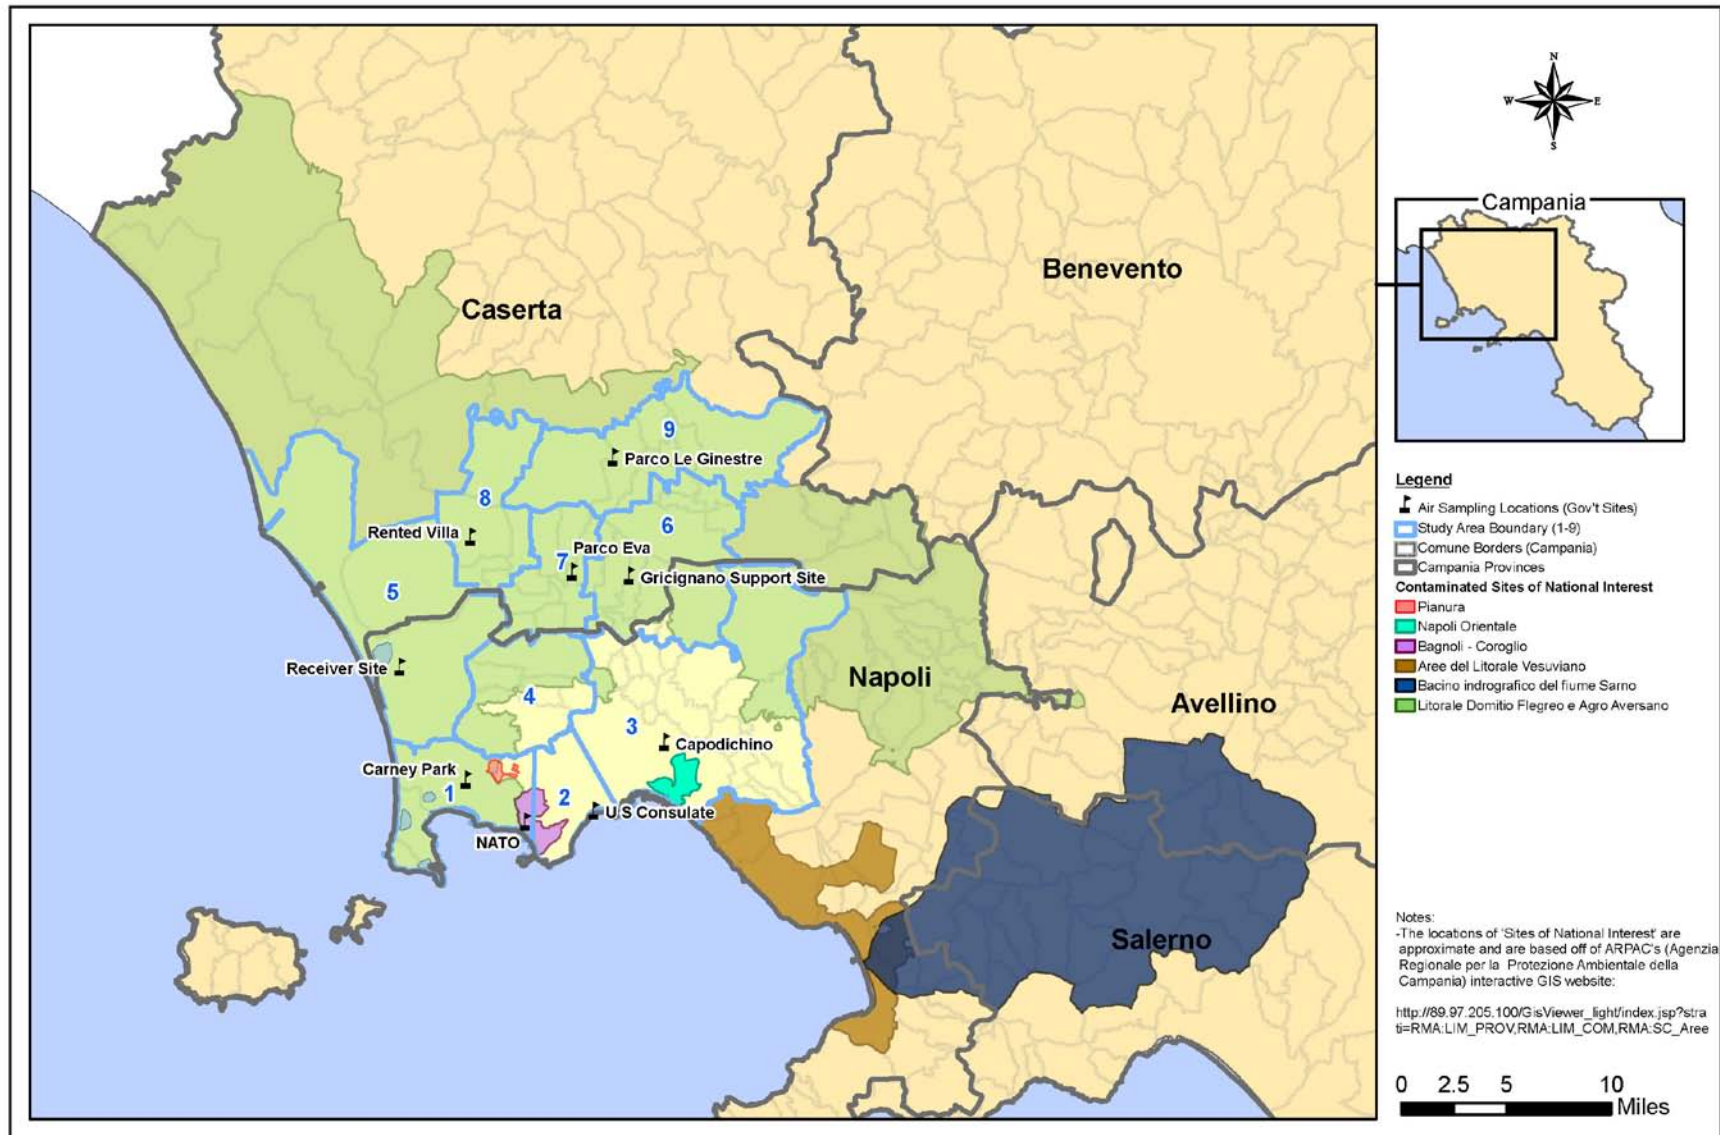 N
W
E
S
Campania
Caserta
Benevento
9
Parco Le Ginestre
8
6
Rented Villa
Parco Eva
7
Gricignano Support Site
5
Receiver Site
Napoli
4
Avellino
3
Capodichino
Carney Park
1
2
U S Consulate
NATO
Salerno
Legend
Air Sampling Locations (Gov't Sites)
Study Area Boundary (1-9)
Comune Borders (Campania)
Campania Provinces
Contaminated Sites of National Interest
Pianura
Napoli Orientale
Bagnoli - Coroglio
Aree del Litorale Vesuviano
Bacino indrografico del fiume Sarno
Litorale Domitio Flegreo e Agro Aversano
Notes:
-The locations of 'Sites of National Interest' are
approximate and are based off of ARPAC's (Agenzia
Regionale per la Protezione Ambientale della
Campania) interactive GIS website:
http://89.97.205.100/GisViewer_light/index.jsp?stra
ti=RMA:LIM_PROV,RMA:LIM_COM,RMA:SC_Aree
0 2.5 5 10
Miles